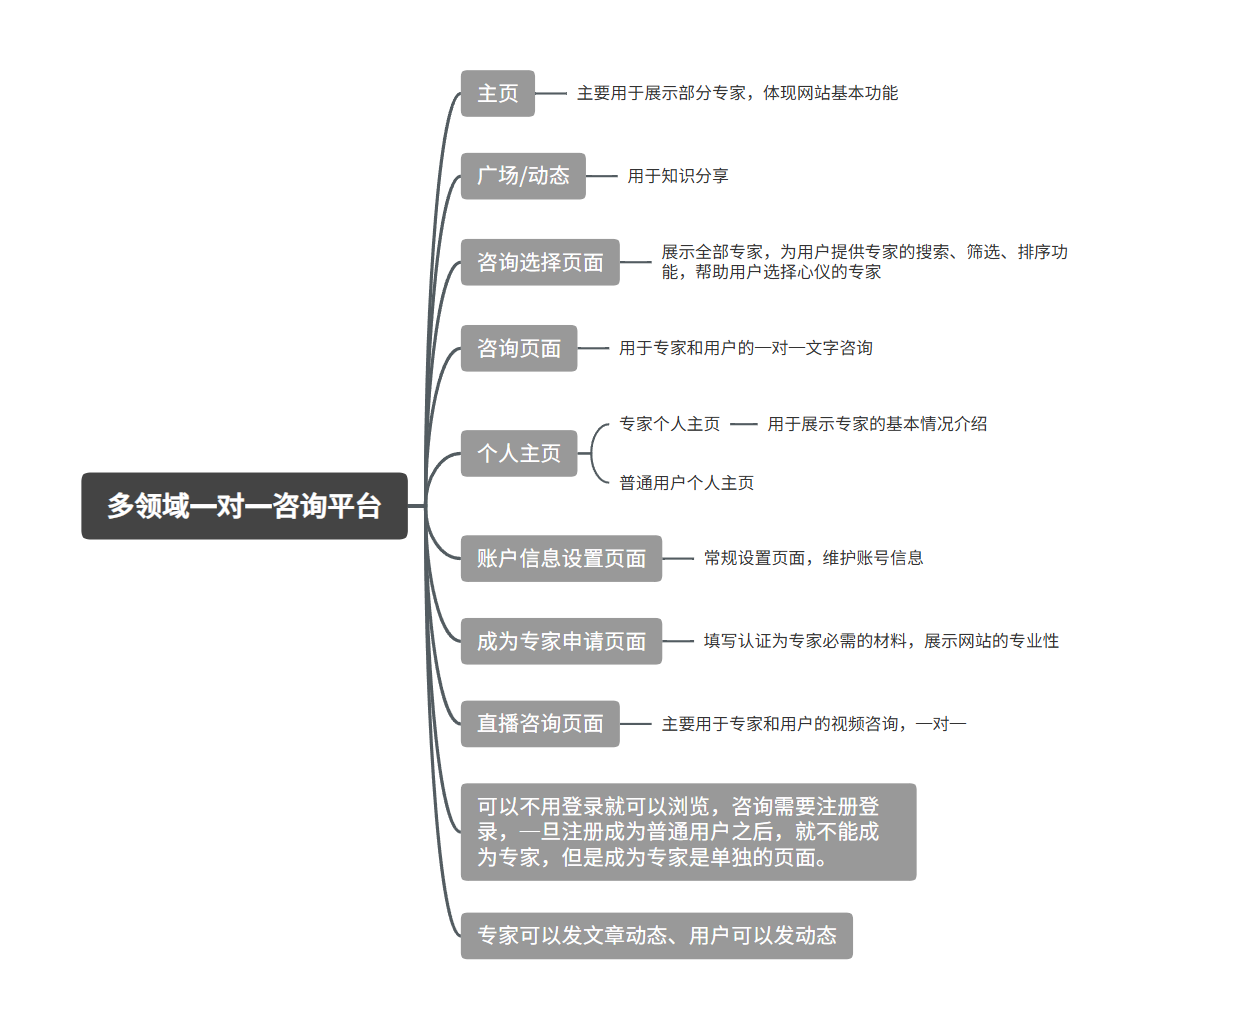 主页
主要用于展示部分专家，体现网站基本功能
广场/动态
用于知识分享
咨询选择页面
展示全部专家，为用户提供专家的搜索、筛选、排序功
能，帮助用户选择心仪的专家
咨询页面
用于专家和用户的一对一文字咨询
个人主页
专家个人主页
用于展示专家的基本情况介绍
普通用户个人主页
多领域一对一咨询平台
账户信息设置页面
常规设置页面，维护账号信息
成为专家申请页面
填写认证为专家必需的材料，展示网站的专业性
直播咨询页面
主要用于专家和用户的视频咨询，一对一
可以不用登录就可以浏览，咨询需要注册登
录，一旦注册成为普通用户之后，就不能成
为专家，但是成为专家是单独的页面。
专家可以发文章动态、用户可以发动态